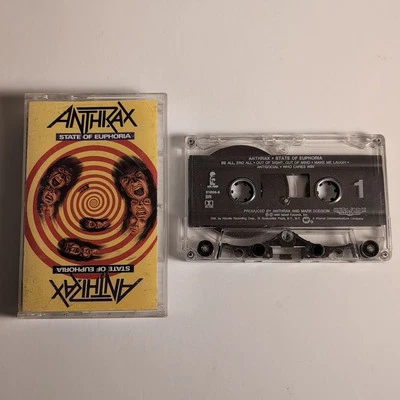 ANTHRAX
STATE OF EUPHORIA
STATE OF EUPHORIA
ANTHRAX
ANTHRAX • STATE OF EUPHORIA
BE ALL, END ALL • OUT OF SIGHT, OUT OF MIND • MAKE ME LAUGH •
ANTISOCIAL • WHO CARES WIN
1
PRODUCED BY ANTHRAX AND MARK DODSON